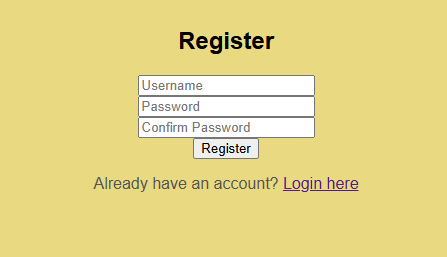 Register
Username
Password
Confirm Password
Register
Already have an account? Login here